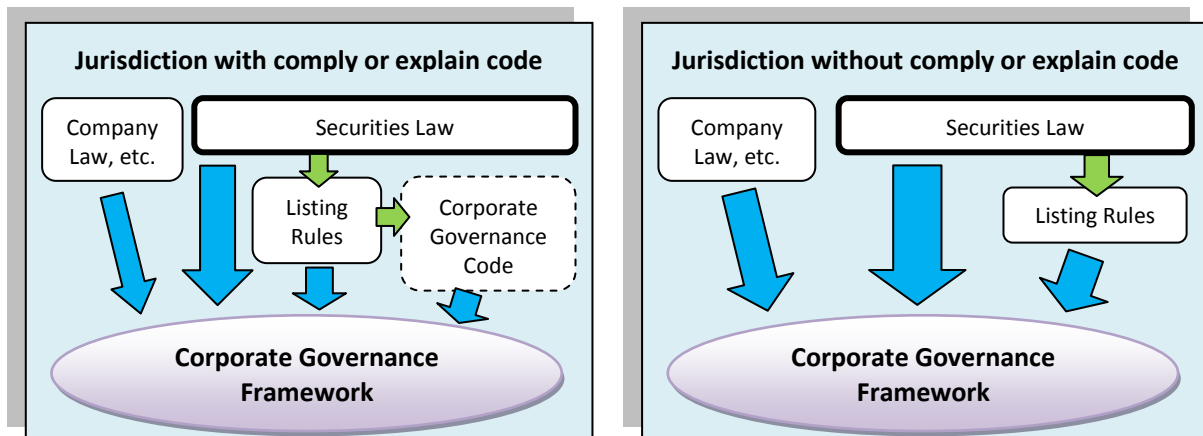 Jurisdiction with comply or explain code
Company
Law, etc.
Securities Law
Listing
Rules
Corporate
Governance
Code
Corporate Governance
Framework
Jurisdiction without comply or explain code
Company
Law, etc.
Securities Law
Listing Rules
Corporate Governance
Framework